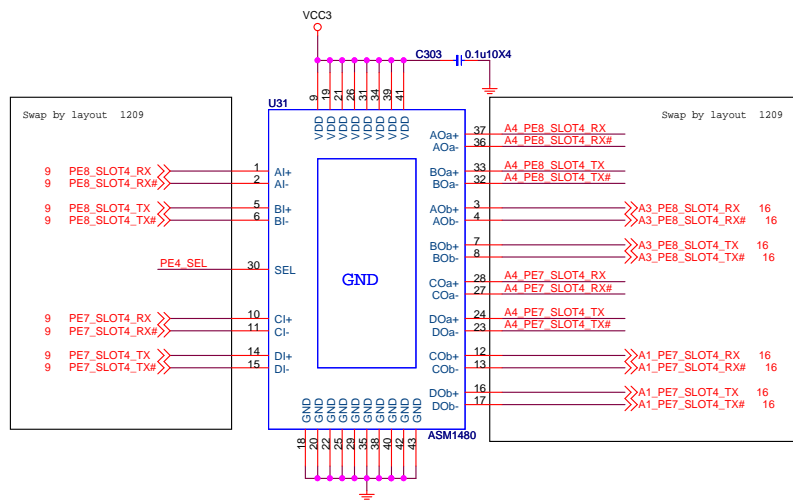 VCC3
C303 0.1u10X4
U31
9 19 21 26 31 34 39 41
VDD VDD VDD VDD VDD VDD VDD VDD
Swap by layout 1209
Swap by layout 1209
AOa+ 37 A4_PE8_SLOT4_RX
AOa- 36 A4_PE8_SLOT4_RX#
9 PE8_SLOT4_RX 1 AI+
9 PE8_SLOT4_RX# 2 AI-
BOa+ 33 A4_PE8_SLOT4_TX
BOa- 32 A4_PE8_SLOT4_TX#
9 PE8_SLOT4_TX 5 BI+
9 PE8_SLOT4_TX# 6 BI-
AOb+ 3 A3_PE8_SLOT4_RX 16
AOb- 4 A3_PE8_SLOT4_RX# 16
BOb+ 7 A3_PE8_SLOT4_TX 16
BOb- 8 A3_PE8_SLOT4_TX# 16
PE4_SEL 30 SEL
GND
COa+ 28 A4_PE7_SLOT4_RX
COa- 27 A4_PE7_SLOT4_RX#
9 PE7_SLOT4_RX 10 CI+
9 PE7_SLOT4_RX# 11 CI-
DOa+ 24 A4_PE7_SLOT4_TX
DOa- 23 A4_PE7_SLOT4_TX#
9 PE7_SLOT4_TX 14 DI+
9 PE7_SLOT4_TX# 15 DI-
COb+ 12 A1_PE7_SLOT4_RX 16
COb- 13 A1_PE7_SLOT4_RX# 16
DOb+ 16 A1_PE7_SLOT4_TX 16
DOb- 17 A1_PE7_SLOT4_TX# 16
GND GND GND GND GND GND GND GND GND GND
18 20 22 25 29 35 38 40 42 43
ASM1480